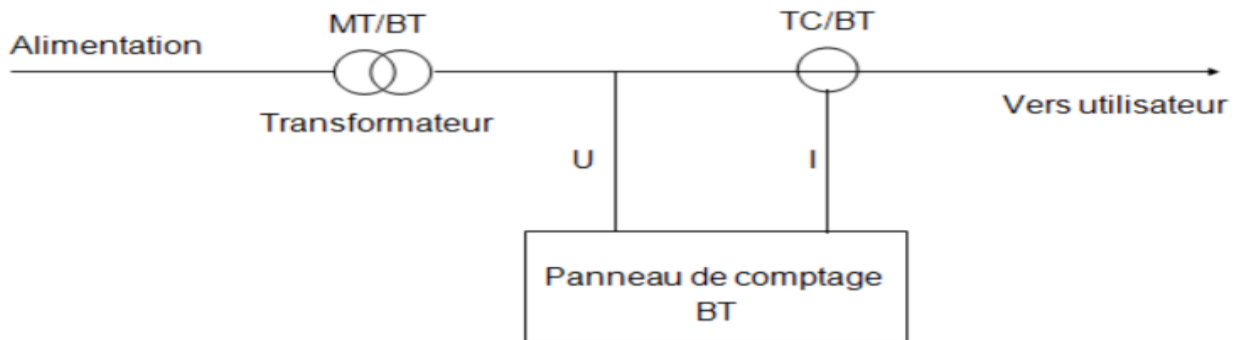 MT/BT
TC/BT
Alimentation
Transformateur
Vers utilisateur
U
I
Panneau de comptage
BT